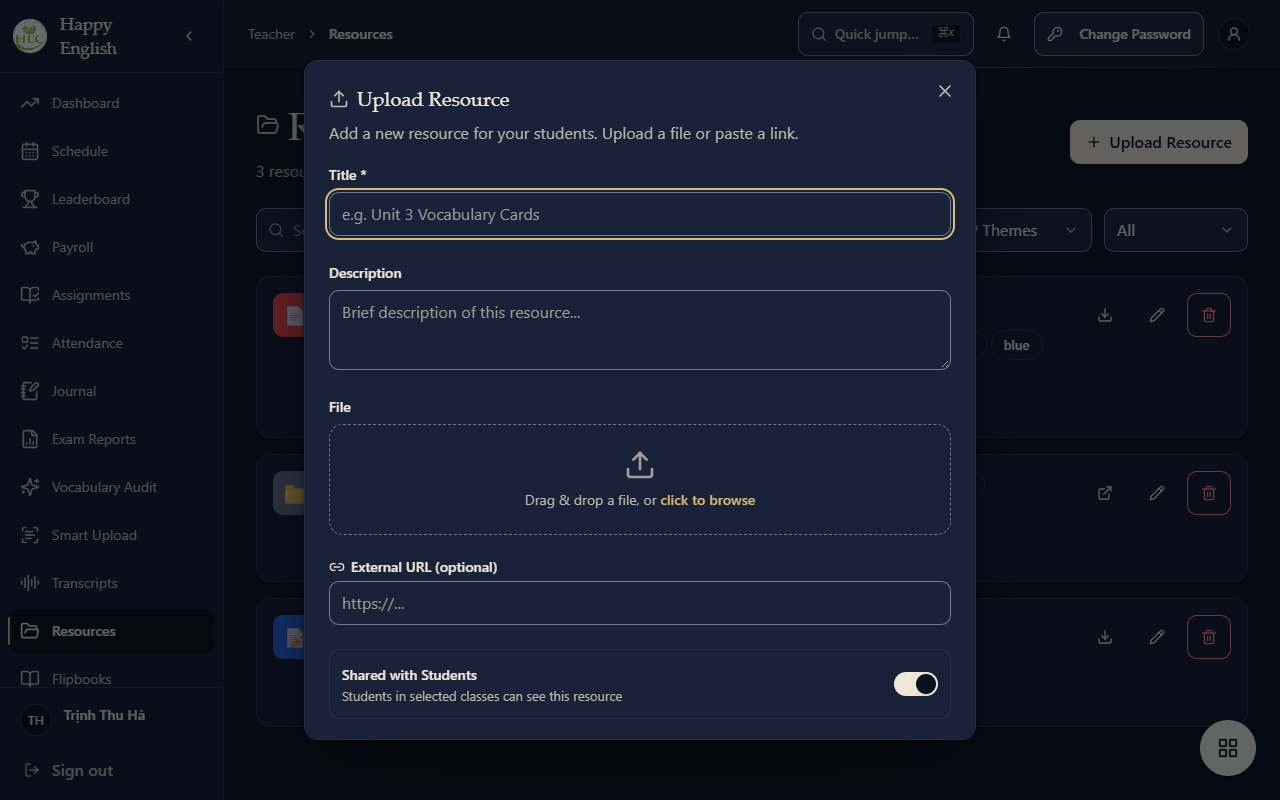 Happy
English
HEC
Teacher > Resources
Quick jump... ⌘K
Change Password
Dashboard
Schedule
Leaderboard
Payroll
Assignments
Attendance
Journal
Exam Reports
Vocabulary Audit
Smart Upload
Transcripts
Resources
Flipbooks
TH Trịnh Thu Hà
Sign out
R
3 resou
+ Upload Resource
Themes
All
blue
Upload Resource
Add a new resource for your students. Upload a file or paste a link.
Title *
e.g. Unit 3 Vocabulary Cards
Description
Brief description of this resource...
File
Drag & drop a file, or click to browse
External URL (optional)
https://...
Shared with Students
Students in selected classes can see this resource